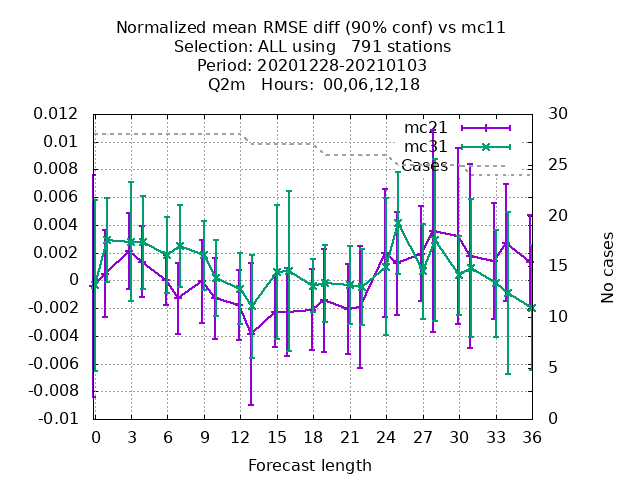 Normalized mean RMSE diff (90% conf) vs mc11
Selection: ALL using   791 stations
Period: 20201228-20210103
Q2m   Hours:  00,06,12,18
0.012
0.01
0.008
0.006
0.004
0.002
0
-0.002
-0.004
-0.006
-0.008
-0.01
mc21
mc31
Cases
30
25
20
15
10
5
0
No cases
0 3 6 9 12 15 18 21 24 27 30 33 36
Forecast length